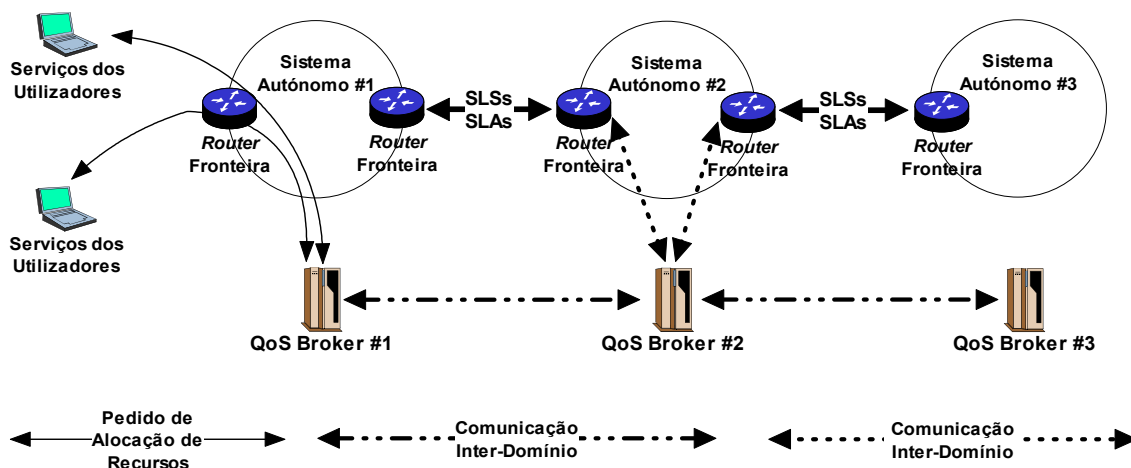 Serviços dos
Utilizadores
Sistema
Autónomo #1
Router
Fronteira
Router
Fronteira
SLSs
SLAs
Sistema
Autónomo #2
Router
Fronteira
Router
Fronteira
SLSs
SLAs
Sistema
Autónomo #3
Router
Fronteira
Serviços dos
Utilizadores
QoS Broker #1
QoS Broker #2
QoS Broker #3
Pedido de
Alocação de
Recursos
Comunicação
Inter-Domínio
Comunicação
Inter-Domínio